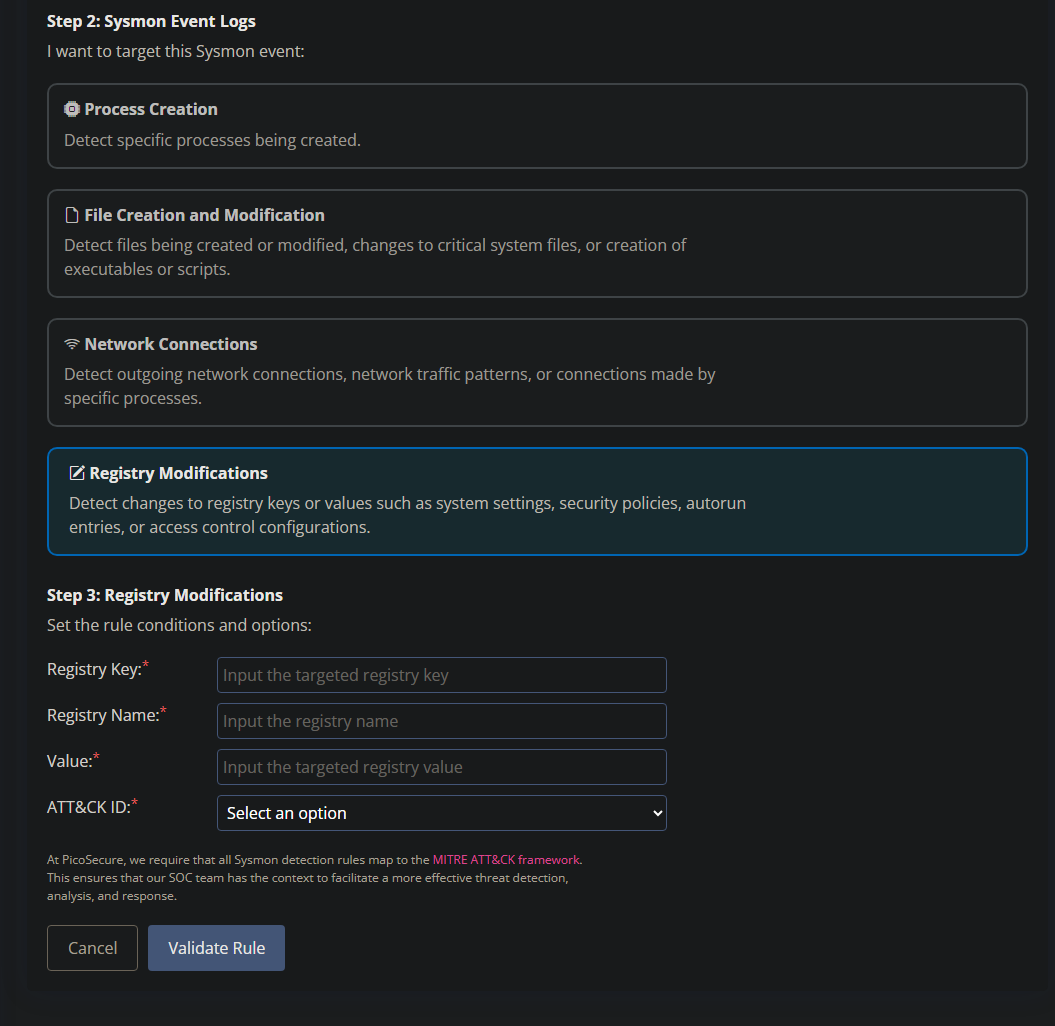 Step 2: Sysmon Event Logs
I want to target this Sysmon event:
Process Creation
Detect specific processes being created.
File Creation and Modification
Detect files being created or modified, changes to critical system files, or creation of
executables or scripts.
Network Connections
Detect outgoing network connections, network traffic patterns, or connections made by
specific processes.
Registry Modifications
Detect changes to registry keys or values such as system settings, security policies, autorun
entries, or access control configurations.
Step 3: Registry Modifications
Set the rule conditions and options:
Registry Key:* Input the targeted registry key
Registry Name:* Input the registry name
Value:* Input the targeted registry value
ATT&CK ID:* Select an option
At PicoSecure, we require that all Sysmon detection rules map to the MITRE ATT&CK framework.
This ensures that our SOC team has the context to facilitate a more effective threat detection,
analysis, and response.
Cancel Validate Rule